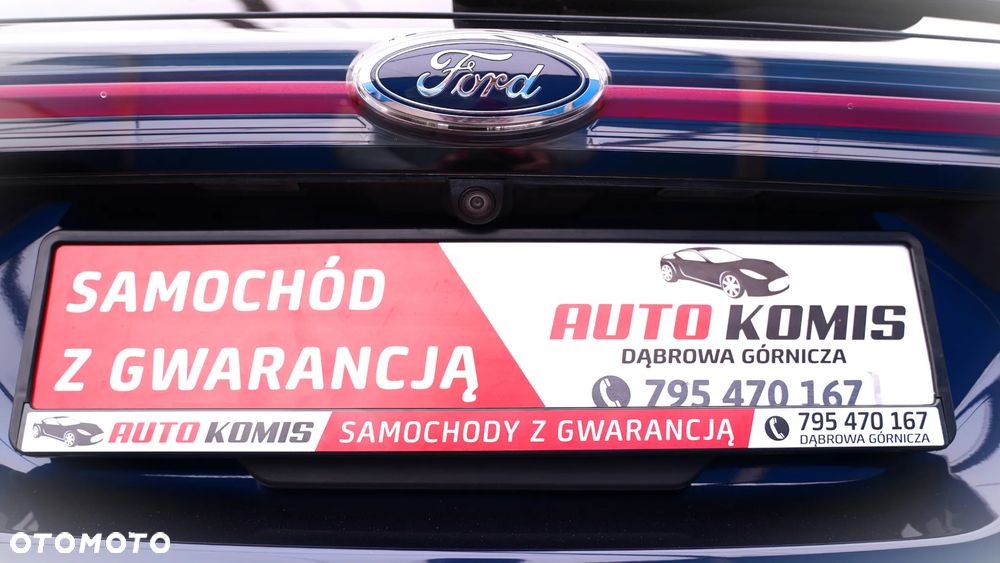 Ford
SAMOCHÓD
Z GWARANCJĄ
AUTO KOMIS
DĄBROWA GÓRNICZA
795 470 167
AUTO KOMIS
SAMOCHODY Z GWARANCJĄ
795 470 167
DĄBROWA GÓRNICZA
OTOMOTO